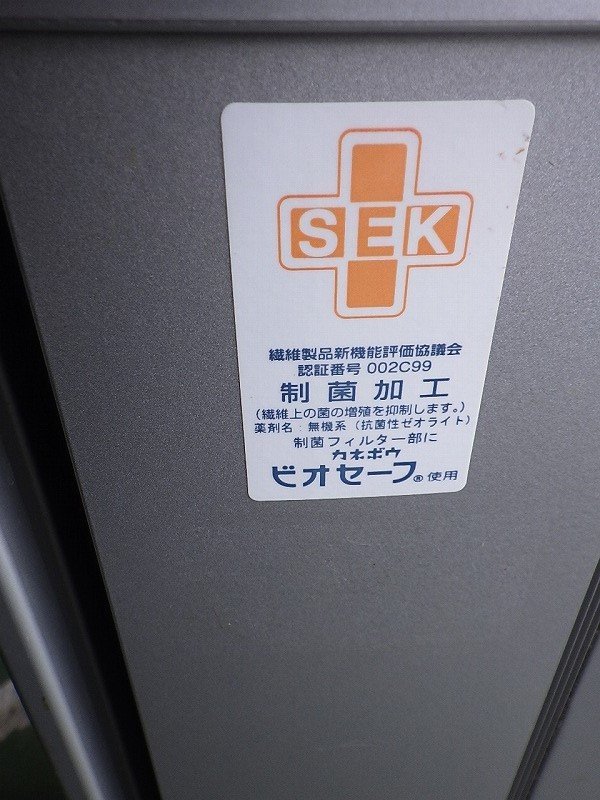 SEK
繊維製品新機能評価協議会
認証番号 002C99
制菌加工
(繊維上の菌の増殖を抑制します。)
薬剤名：無機系（抗菌性ゼオライト）
制菌フィルター部に
カネボウ
ビオセーフ®使用